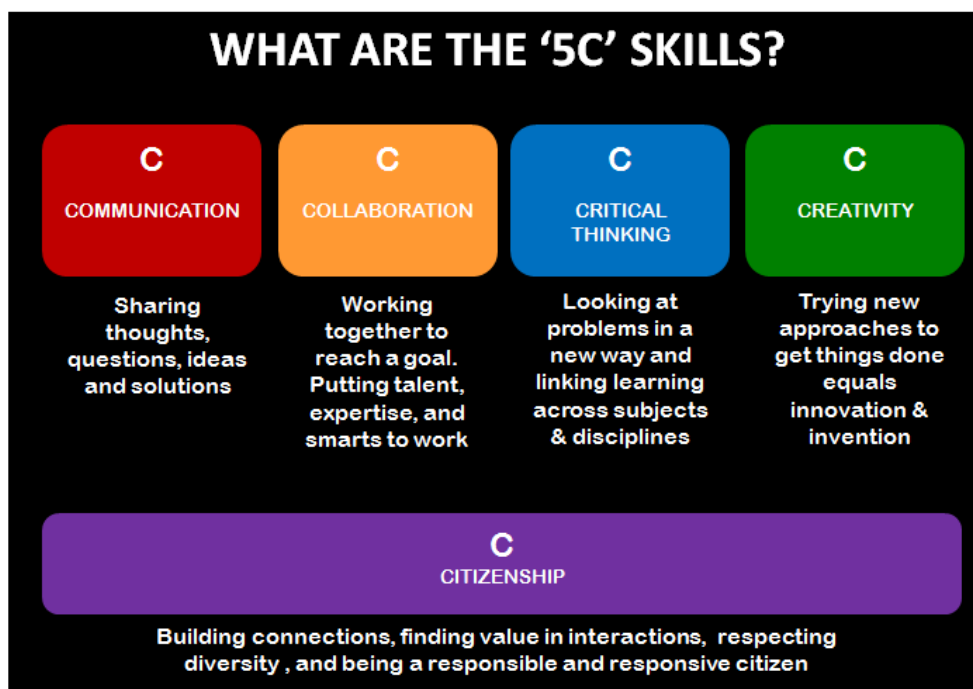 WHAT ARE THE ‘5C’ SKILLS?
C
COMMUNICATION
Sharing
thoughts,
questions, ideas
and solutions
C
COLLABORATION
Working
together to
reach a goal.
Putting talent,
expertise, and
smarts to work
C
CRITICAL
THINKING
Looking at
problems in a
new way and
linking learning
across subjects
& disciplines
C
CREATIVITY
Trying new
approaches to
get things done
equals
innovation &
invention
C
CITIZENSHIP
Building connections, finding value in interactions, respecting
diversity , and being a responsible and responsive citizen